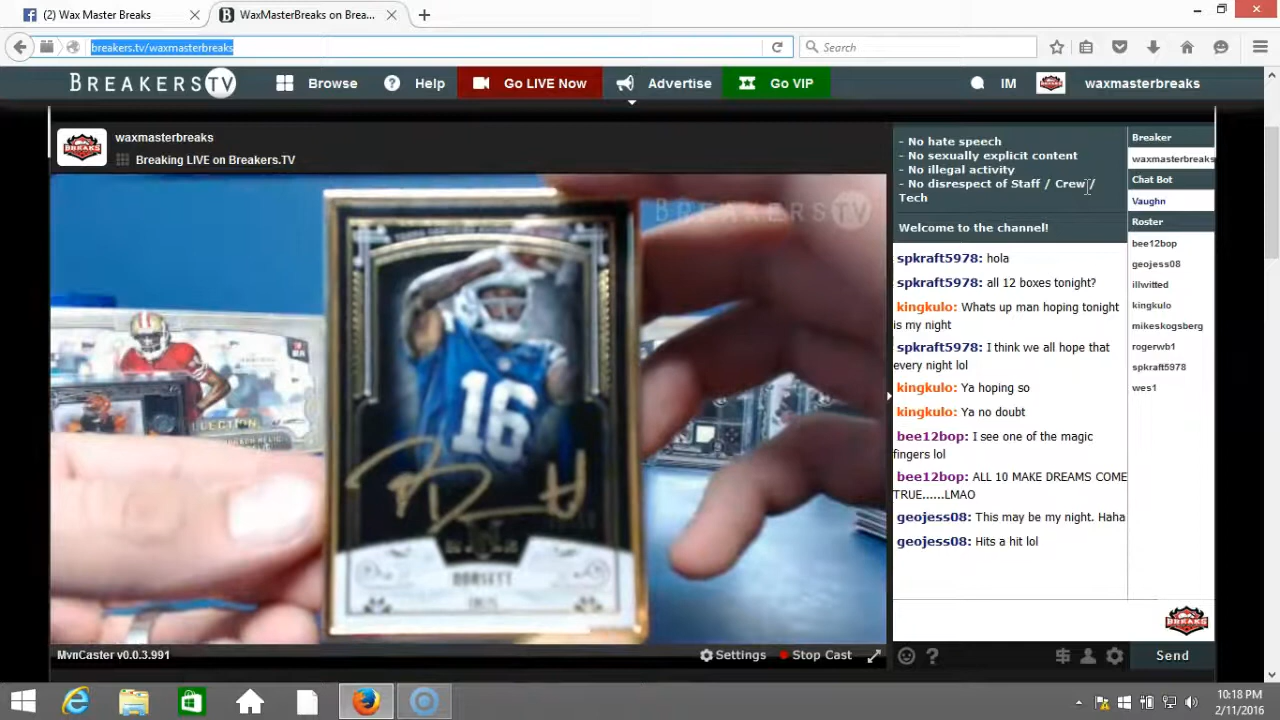 (2) Wax Master Breaks
WaxMasterBreaks on Brea...
breakers.tv/waxmasterbreaks
Search
BREAKERSTV
Browse
Help
Go LIVE Now
Advertise
Go VIP
IM
waxmasterbreaks
waxmasterbreaks
Breaking LIVE on Breakers.TV
BREAKERSTV
16
DORSETT
COLTS
MvnCaster v0.0.3.991
Settings
Stop Cast
- No hate speech
- No sexually explicit content
- No illegal activity
- No disrespect of Staff / Crew /
Tech
Welcome to the channel!
spkraft5978: hola
spkraft5978: all 12 boxes tonight?
kingkulo: Whats up man hoping tonight
is my night
spkraft5978: I think we all hope that
every night lol
kingkulo: Ya hoping so
kingkulo: Ya no doubt
bee12bop: I see one of the magic
fingers lol
bee12bop: ALL 10 MAKE DREAMS COME
TRUE......LMAO
geojess08: This may be my night. Haha
geojess08: Hits a hit lol
BREAKS
Send
Breaker
waxmasterbreaks
Chat Bot
Vaughn
Roster
bee12bop
geojess08
illwitted
kingkulo
mikeskogsberg
rogerwb1
spkraft5978
wes1
10:18 PM
2/11/2016